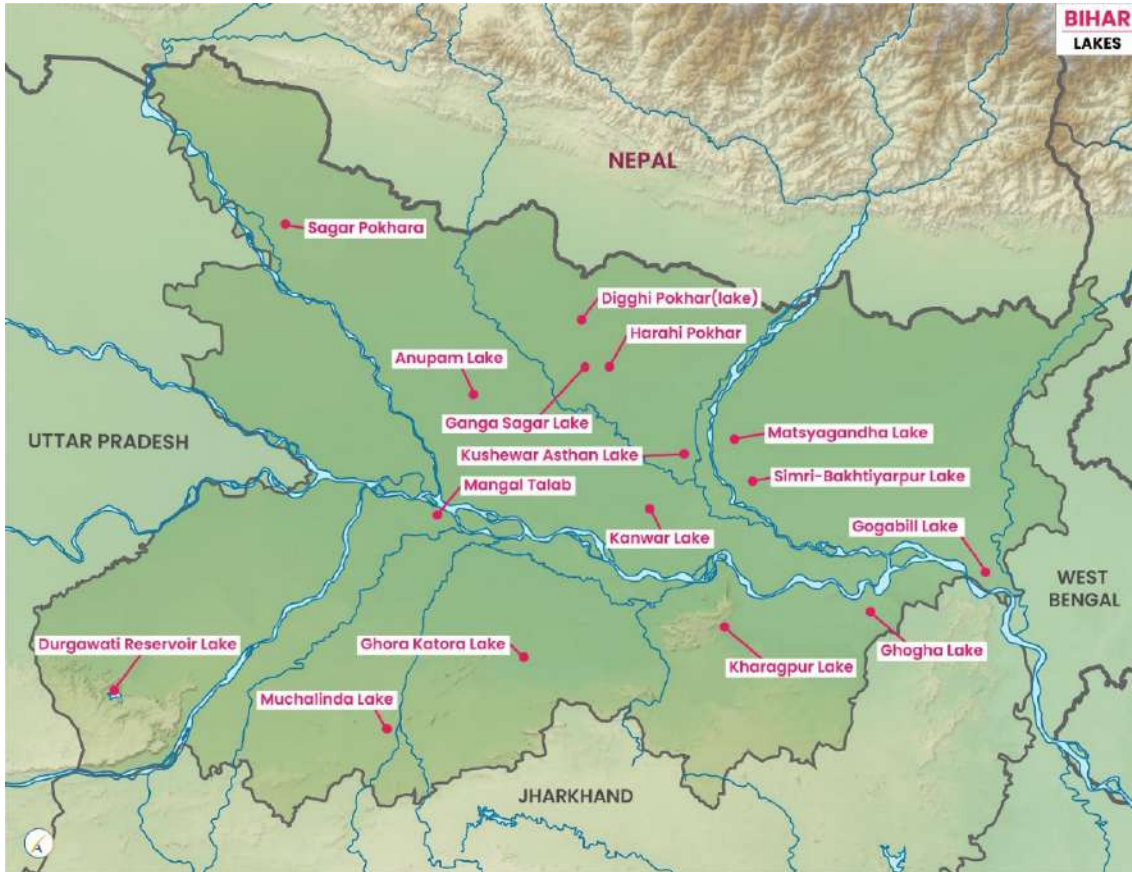 BIHAR
LAKES
NEPAL
Sagar Pokhara
Digghi Pokhar(lake)
Harahi Pokhar
Anupam Lake
Ganga Sagar Lake
UTTAR PRADESH
Matsyagandha Lake
Kushewar Asthan Lake
Simri-Bakhtiyarpur Lake
Mangal Talab
Kanwar Lake
Gogabill Lake
WEST
BENGAL
Durgawati Reservoir Lake
Ghora Katora Lake
Ghogha Lake
Kharagpur Lake
Muchalinda Lake
JHARKHAND